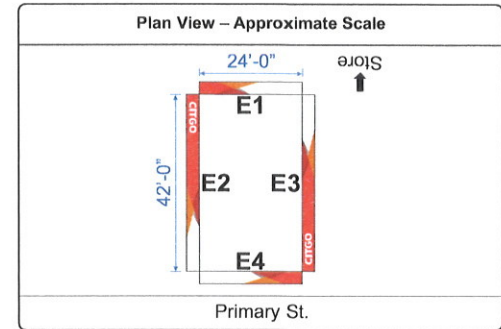 Plan View – Approximate Scale
24'-0"
Store
E1
CITGO
42'-0"
E2
E3
CITGO
E4
Primary St.